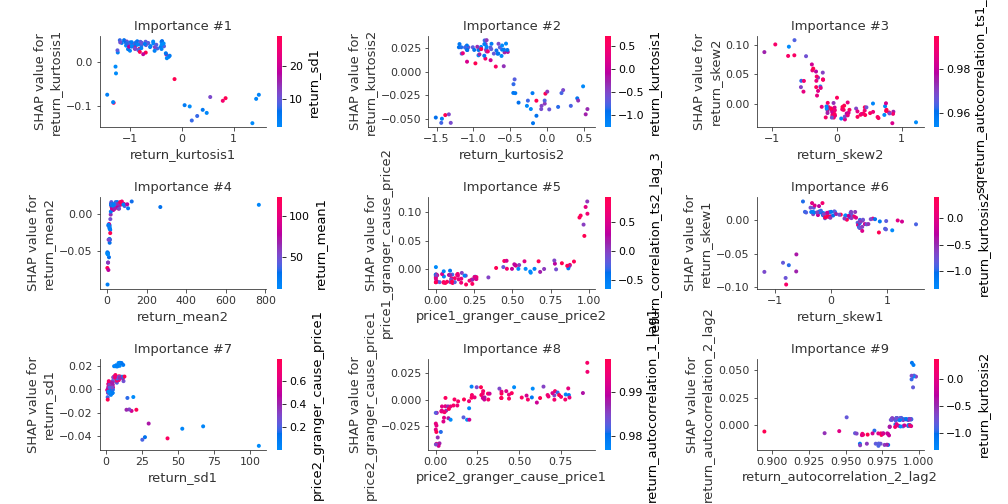 Importance #1
SHAP value for
return_kurtosis1
0.0
−0.1
−1
0
1
return_kurtosis1
20
10
return_sd1
Importance #2
SHAP value for
return_kurtosis2
0.025
0.000
−0.025
−0.050
−1.5
−1.0
−0.5
0.0
0.5
return_kurtosis2
0.5
0.0
−0.5
−1.0
return_kurtosis1
Importance #3
SHAP value for
return_skew2
0.10
0.05
0.00
−1
0
1
return_skew2
0.98
0.96
sqreturn_autocorrelation_ts1_
Importance #4
SHAP value for
return_mean2
0.00
−0.05
0
200
400
600
800
return_mean2
100
50
return_mean1
Importance #5
SHAP value for
price1_granger_cause_price2
0.10
0.05
0.00
0.00
0.25
0.50
0.75
1.00
price1_granger_cause_price2
0.5
0.0
−0.5
return_correlation_ts2_lag_3
Importance #6
SHAP value for
return_skew1
0.00
−0.05
−0.10
−1
0
1
return_skew1
0.0
−0.5
−1.0
return_kurtosis2
Importance #7
SHAP value for
return_sd1
0.02
0.00
−0.02
−0.04
0
25
50
75
100
return_sd1
0.6
0.4
0.2
price2_granger_cause_price1
Importance #8
SHAP value for
price2_granger_cause_price1
0.025
0.000
−0.025
0.00
0.25
0.50
0.75
price2_granger_cause_price1
0.99
0.98
return_autocorrelation_1_lag1
Importance #9
SHAP value for
return_autocorrelation_2_lag2
0.050
0.025
0.000
0.900
0.925
0.950
0.975
1.000
return_autocorrelation_2_lag2
0.0
−0.5
−1.0
return_kurtosis2